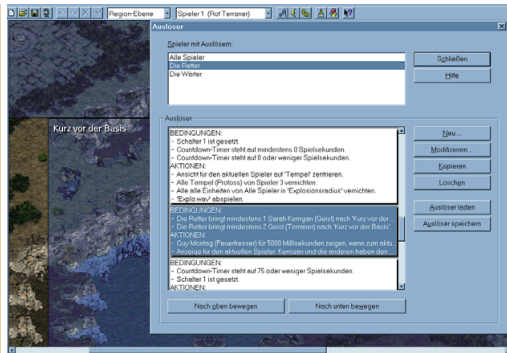 Region-Ebene
Spieler 1 (Rot Terraner)
Auslöser
Spieler mit Auslösern:
Alle Spieler
Die Retter
Die Warter
Schließen
Hilfe
Kurz vor der Basis
Auslöser
BEDINGUNGEN:
- Schalter 1 ist gesetzt.
- Countdown-Timer steht auf mindestens 0 Spielsekunden.
- Countdown-Timer steht auf 0 oder weniger Spielsekunden.
AKTIONEN:
- Ansicht für den aktuellen Spieler auf 'Tempel' zentrieren.
- Alle Tempel (Protoss) von Spieler 3 vernichten.
- Alle alle Einheiten von Alle Spieler in 'Explosionsradius' vernichten.
- 'Explo.wav' abspielen.
BEDINGUNGEN:
- Die Retter bringt mindestens 1 Sarah Kerrigan (Geist) nach 'Kurz vor der ...
- Die Retter bringt mindestens 2 Geist (Terraner) nach 'Kurz vor der Basis'.
AKTIONEN:
- Guy Montag (Feuerfresser) für 5000 Millisekunden zeigen, wenn zum aktu...
- Anzeige für den aktuellen Spieler: Kerrigan und die anderen haben den ...
BEDINGUNGEN:
- Countdown-Timer steht auf 75 oder weniger Spielsekunden.
- Schalter 1 ist gesetzt.
AKTIONEN:
Neu ...
Modifizieren ...
Kopieren
Löschen
Auslöser laden
Auslöser speichern
Nach oben bewegen
Nach unten bewegen